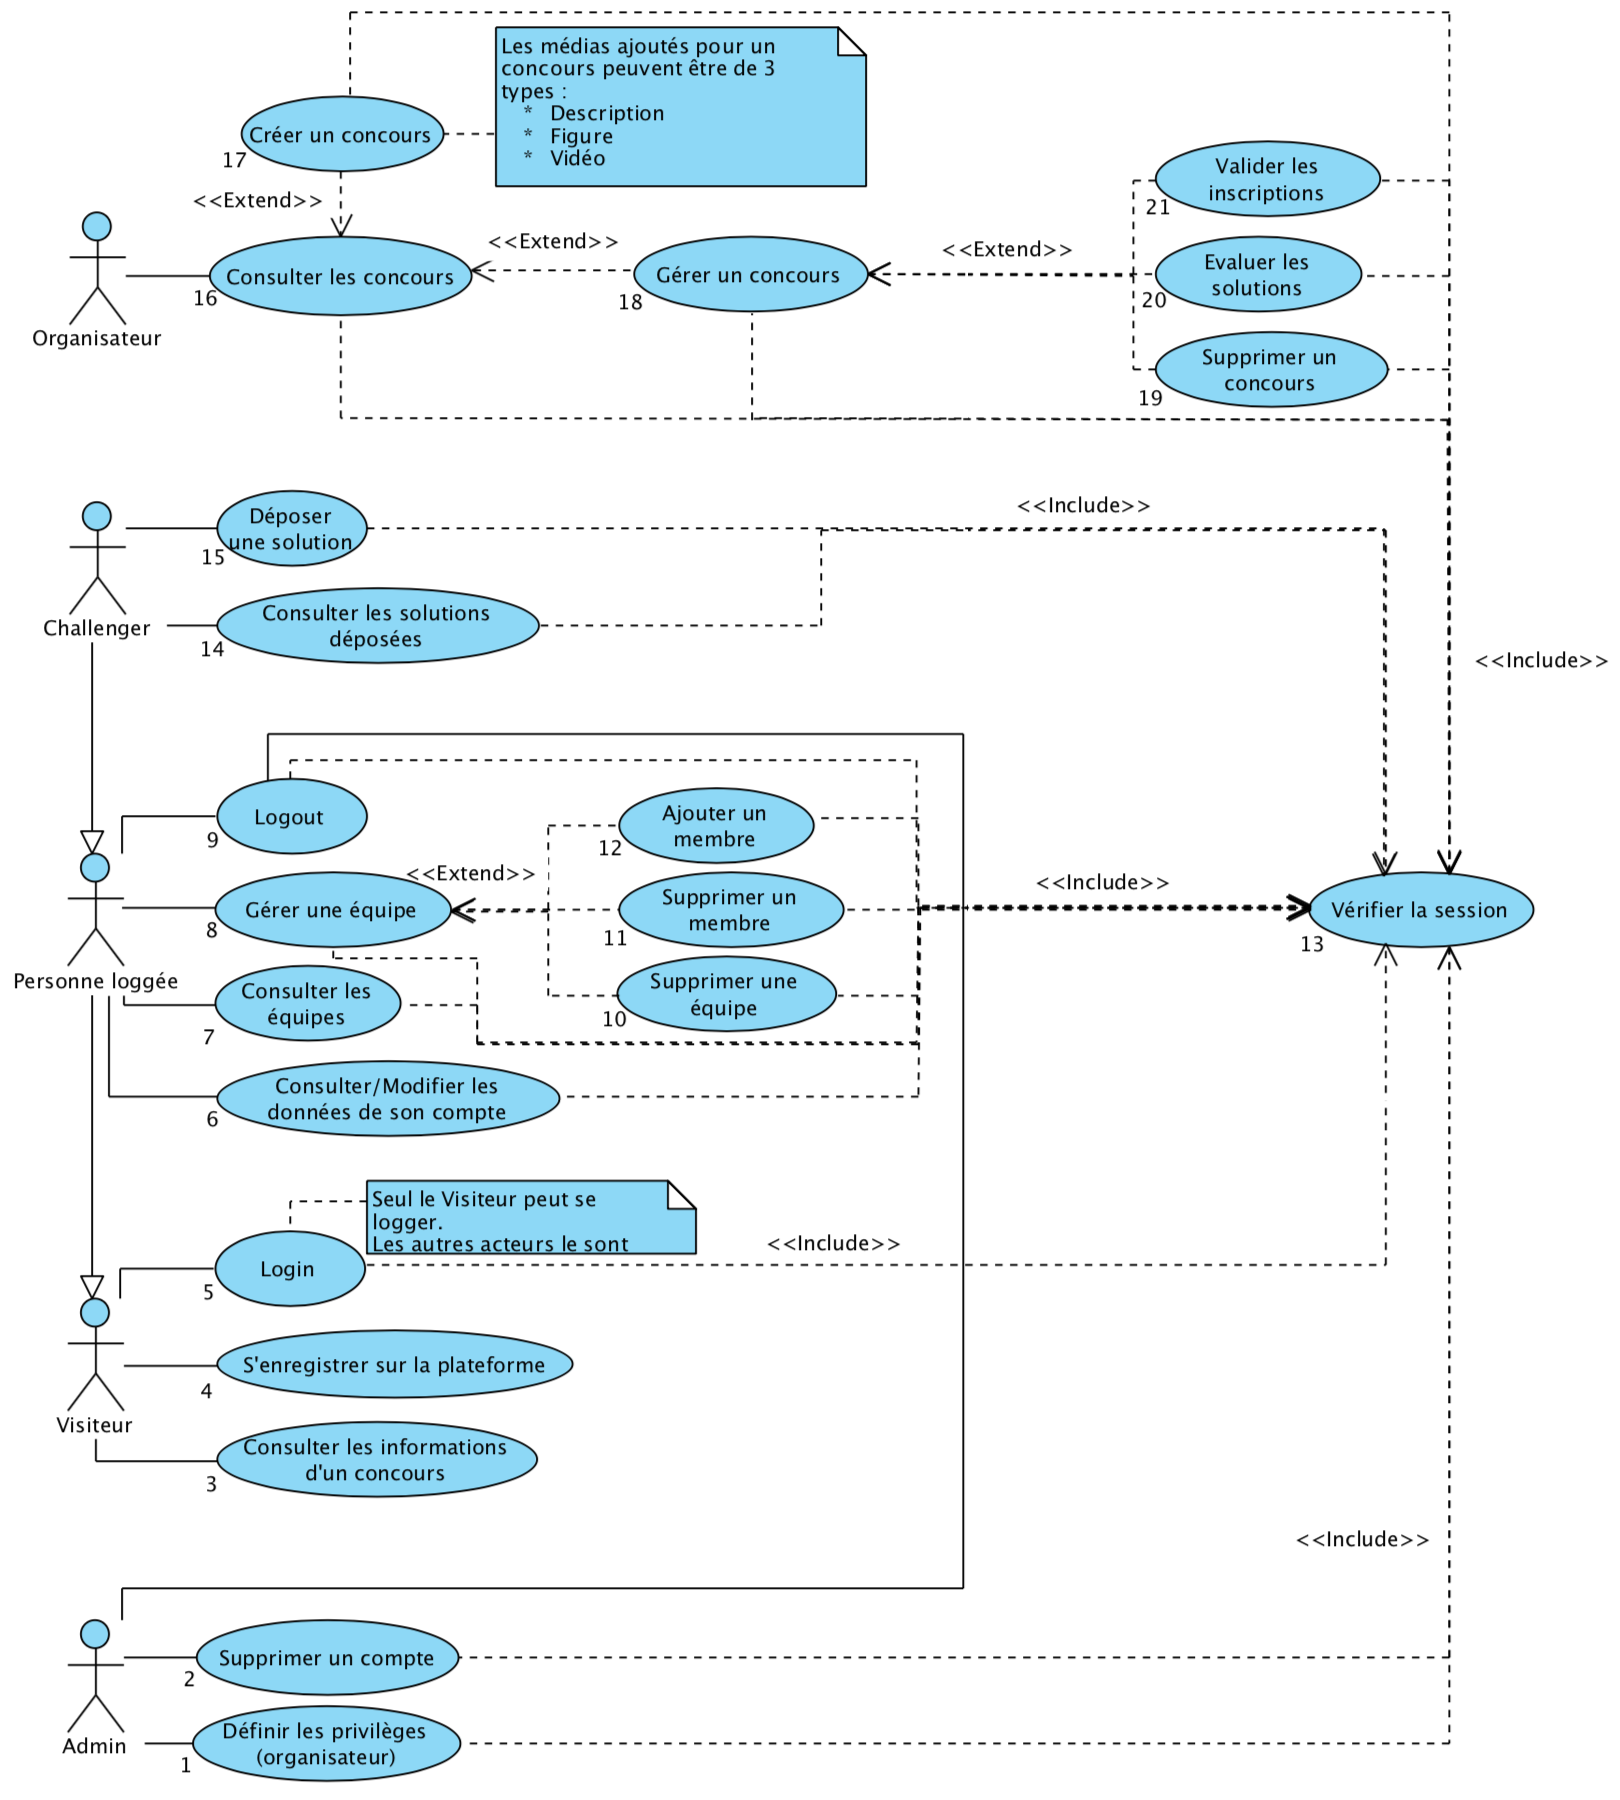 Les médias ajoutés pour un
concours peuvent être de 3
types :
* Description
* Figure
* Vidéo
Créer un concours
17
<<Extend>>
Valider les
inscriptions
21
<<Extend>>
<<Extend>>
Consulter les concours
16
Gérer un concours
18
Evaluer les
solutions
20
Organisateur
Supprimer un
concours
19
<<Include>>
Déposer
une solution
15
Consulter les solutions
déposées
14
Challenger
<<Include>>
Logout
9
Ajouter un
membre
12
<<Extend>>
<<Include>>
Gérer une équipe
8
Supprimer un
membre
11
Vérifier la session
13
Personne loggée
Consulter les
équipes
7
Supprimer une
équipe
10
Consulter/Modifier les
données de son compte
6
Seul le Visiteur peut se
logger.
Les autres acteurs le sont
<<Include>>
Login
5
S'enregistrer sur la plateforme
4
Visiteur
Consulter les informations
d'un concours
3
<<Include>>
Supprimer un compte
2
Admin
Définir les privilèges
(organisateur)
1